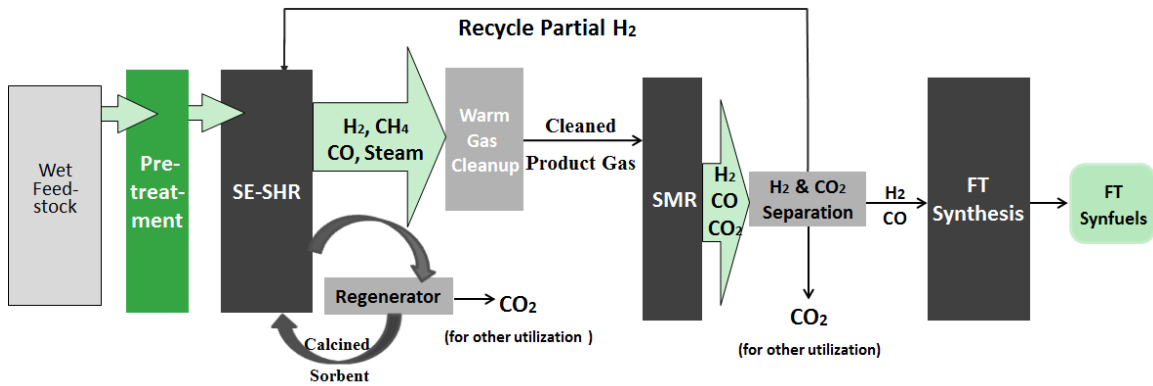 Recycle Partial H₂
Wet
Feed-
stock
Pre-
treat-
ment
SE-SHR
H₂, CH₄
CO, Steam
Warm
Gas
Cleanup
Cleaned
Product Gas
SMR
H₂
CO
CO₂
H₂ & CO₂
Separation
H₂
CO
FT
Synthesis
FT
Synfuels
Regenerator
CO₂
(for other utilization )
Calcined
Sorbent
CO₂
(for other utilization)